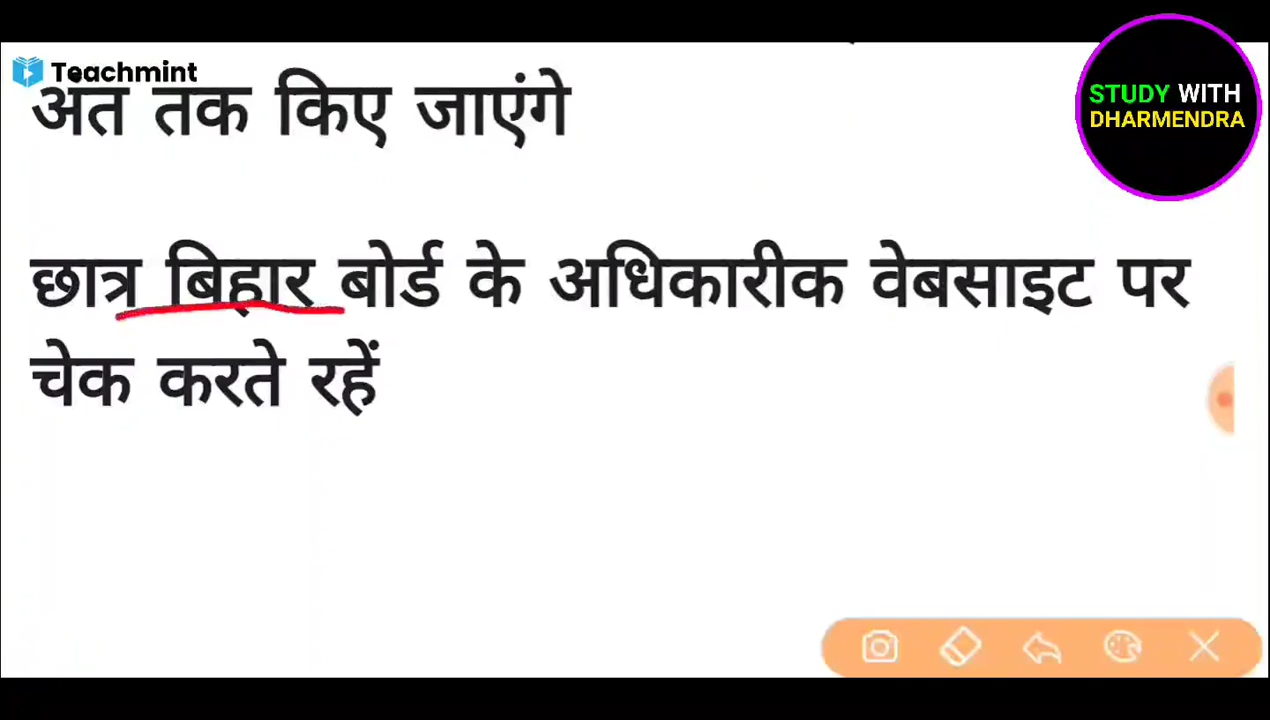 Teachmint
STUDY WITH
DHARMENDRA
अंत तक किए जाएंगे
छात्र बिहार बोर्ड के अधिकारीक वेबसाइट पर
चेक करते रहें